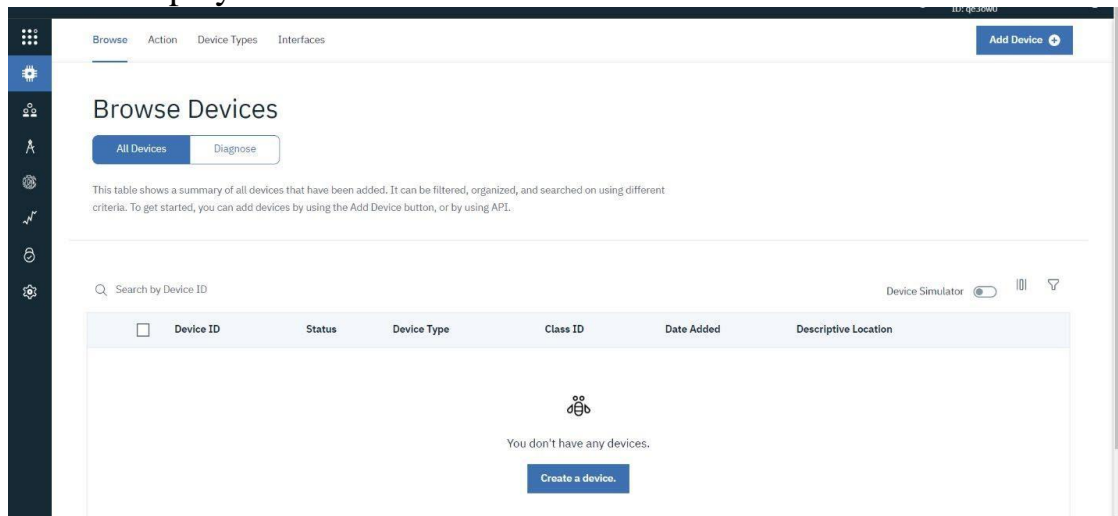 ID: qe36w0
Browse Action Device Types Interfaces Add Device
Browse Devices
All Devices Diagnose
This table shows a summary of all devices that have been added. It can be filtered, organized, and searched on using different
criteria. To get started, you can add devices by using the Add Device button, or by using API.
Search by Device ID Device Simulator
Device ID Status Device Type Class ID Date Added Descriptive Location
You don't have any devices.
Create a device.